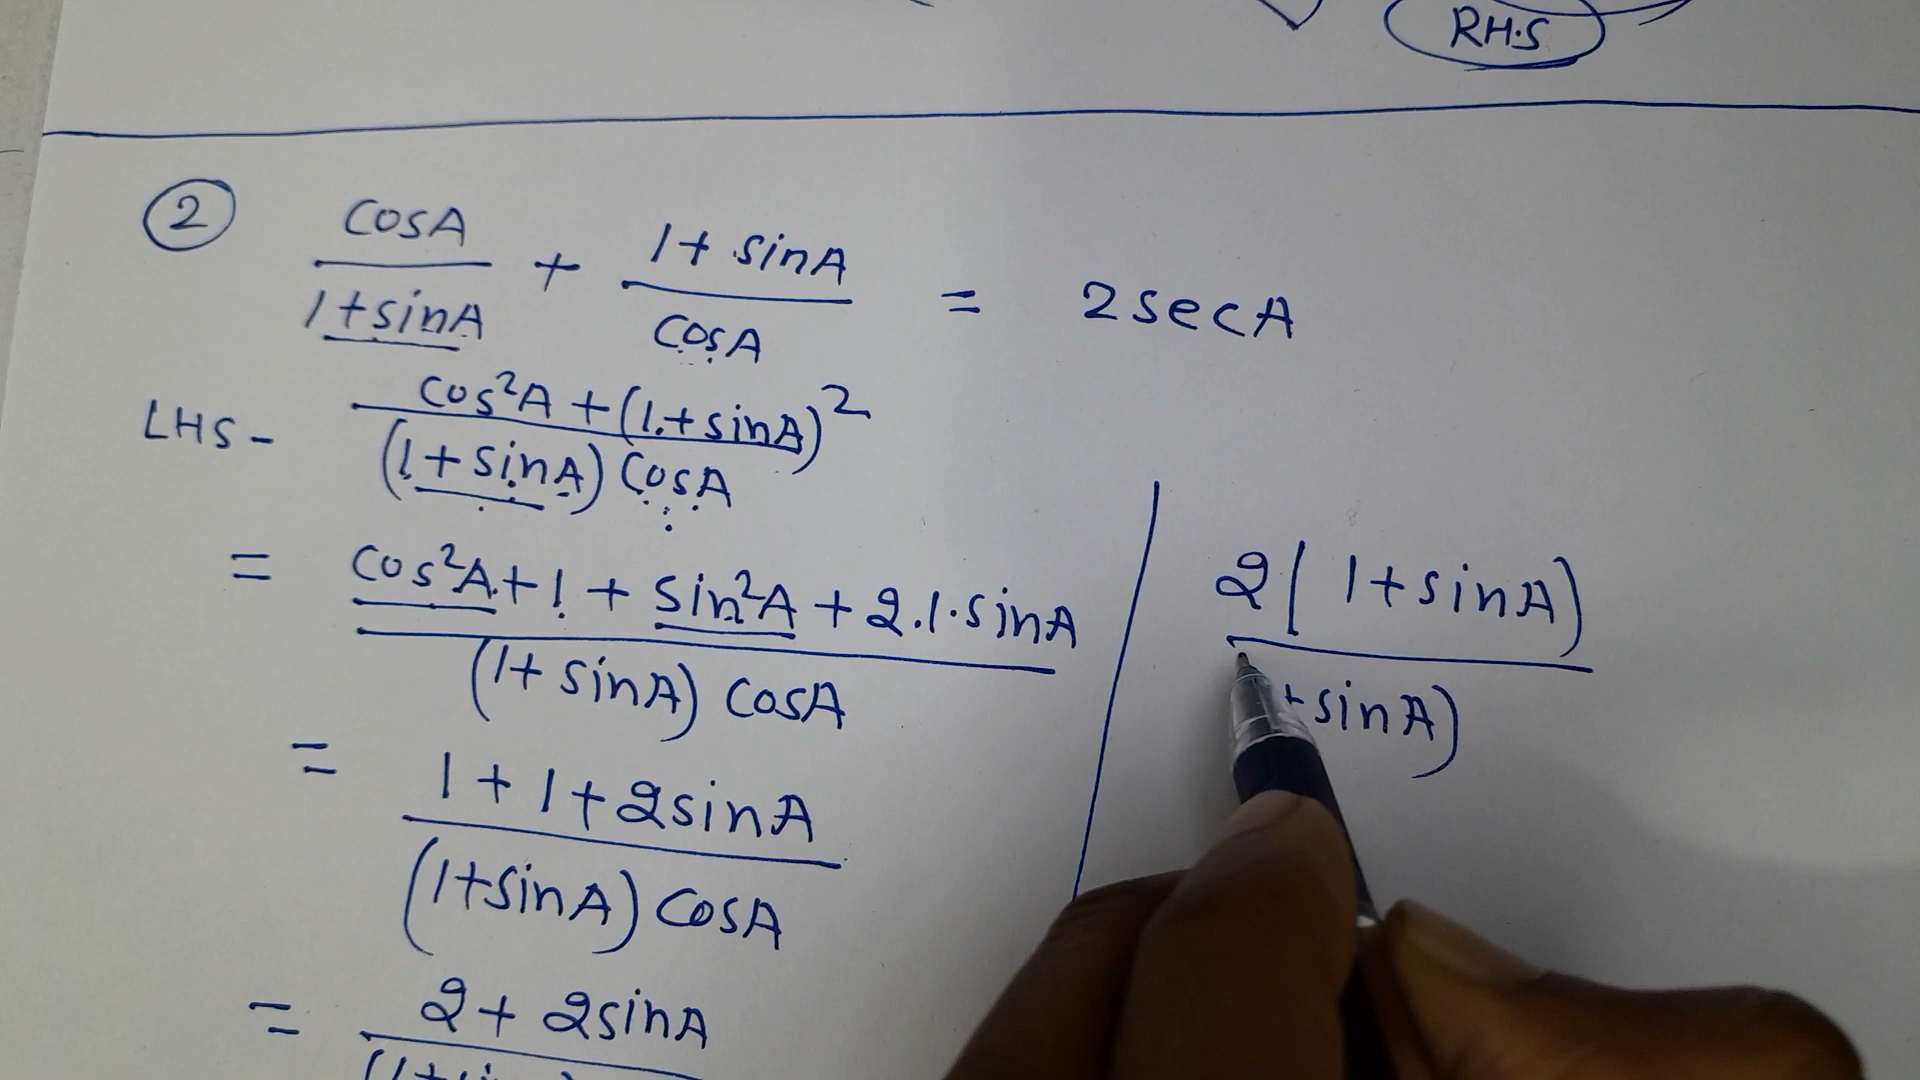 RH.S
2 cosA / 1+sinA + 1+sinA / cosA = 2secA
LHS- cos²A+(1+sinA)² / (1+sinA) cosA
= cos²A+1+sin²A+2.1.sinA / (1+sinA) cosA
= 1+1+2sinA / (1+sinA) cosA
= 2+2sinA
2(1+sinA) / +sinA)